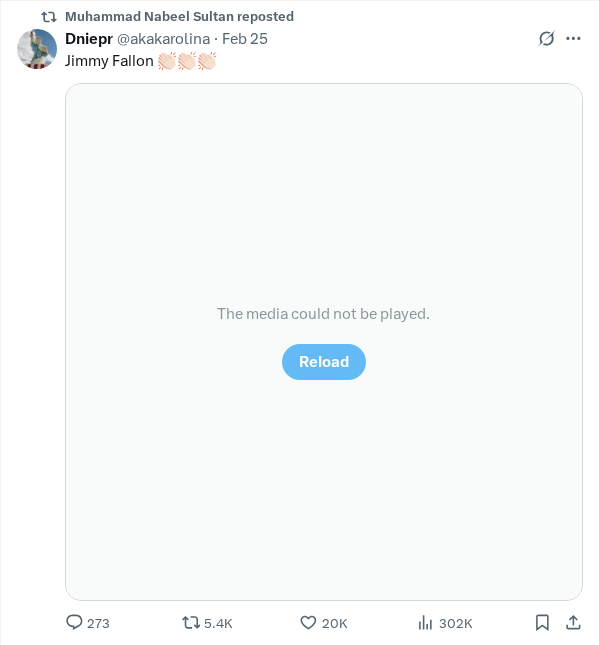 Muhammad Nabeel Sultan reposted
Dniepr @akakarolina · Feb 25
Jimmy Fallon 👏🏻👏🏻👏🏻
The media could not be played.
Reload
273 5.4K 20K 302K